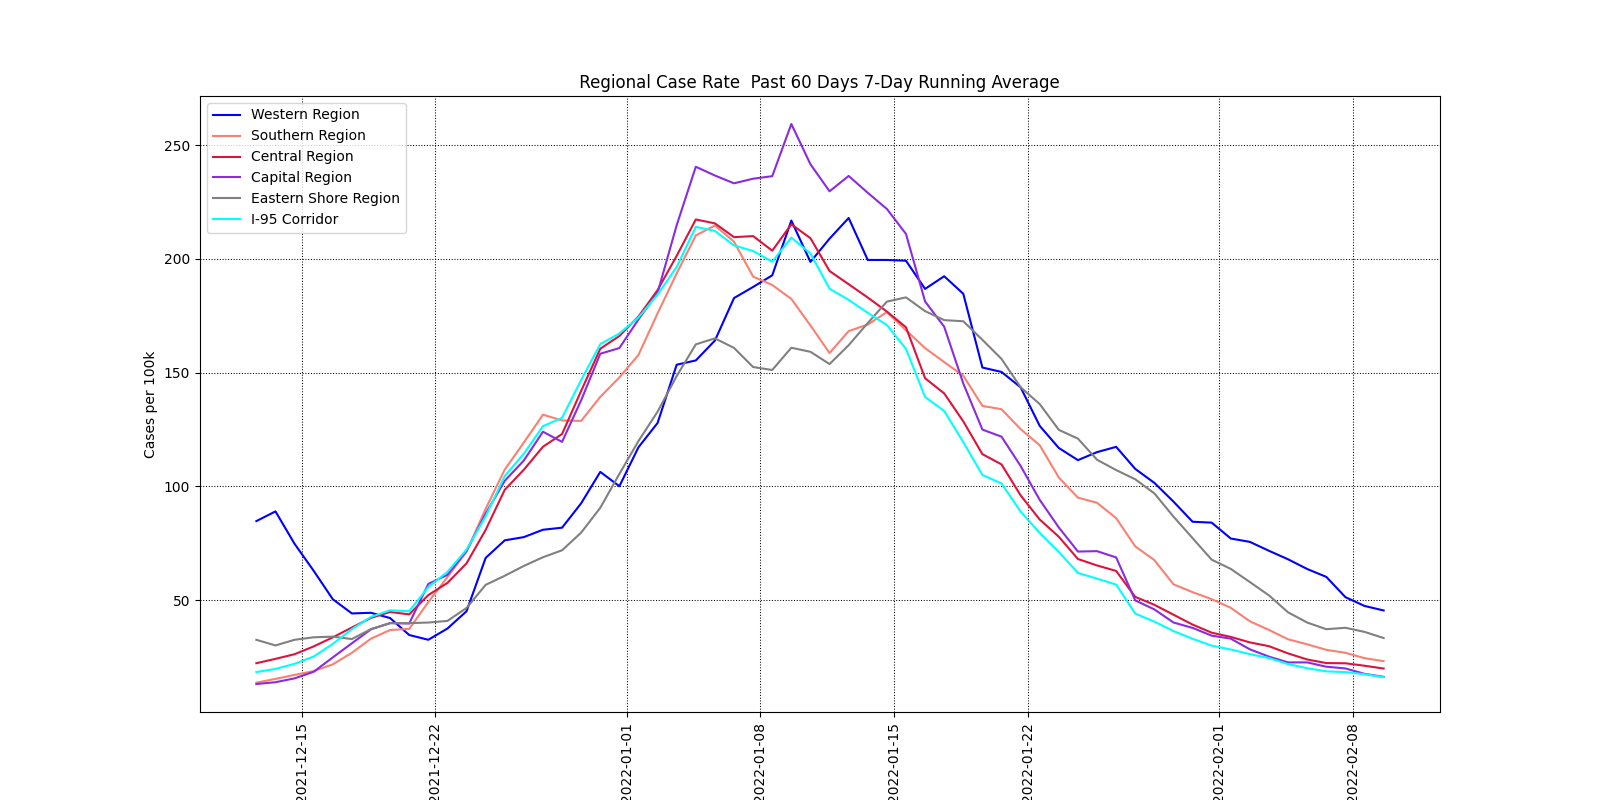 Regional Case Rate  Past 60 Days 7-Day Running Average
Western Region
Southern Region
Central Region
Capital Region
Eastern Shore Region
I-95 Corridor
Cases per 100k
250
200
150
100
50
2021-12-15
2021-12-22
2022-01-01
2022-01-08
2022-01-15
2022-01-22
2022-02-01
2022-02-08